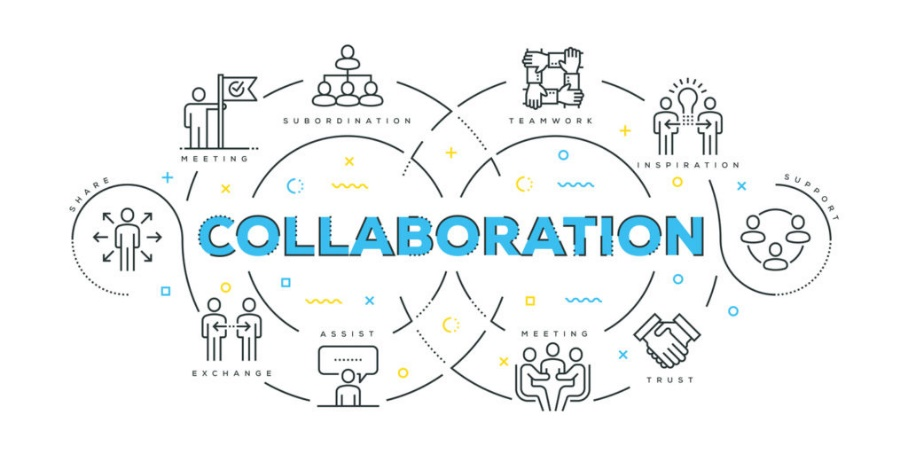 SUBORDINATION
TEAMWORK
MEETING
INSPIRATION
SHARE
SUPPORT
COLLABORATION
ASSIST
MEETING
EXCHANGE
TRUST